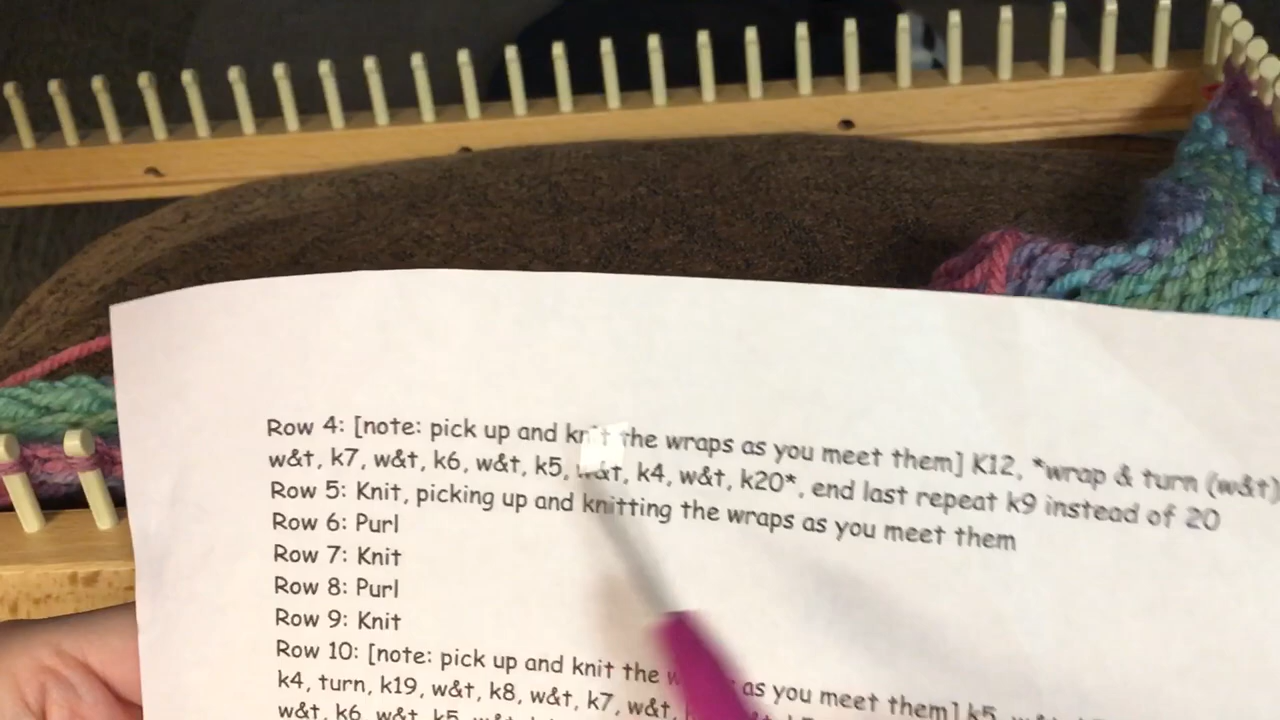 Row 4: [note: pick up and knit the wraps as you meet them] K12, *wrap & turn (w&t)
w&t, k7, w&t, k6, w&t, k5, w&t, k4, w&t, k20*, end last repeat k9 instead of 20
Row 5: Knit, picking up and knitting the wraps as you meet them
Row 6: Purl
Row 7: Knit
Row 8: Purl
Row 9: Knit
Row 10: [note: pick up and knit the as you meet them] k5,
k4, turn, k19, w&t, k8, w&t, k7, w&t,
w&t, k6, w&t, k5,